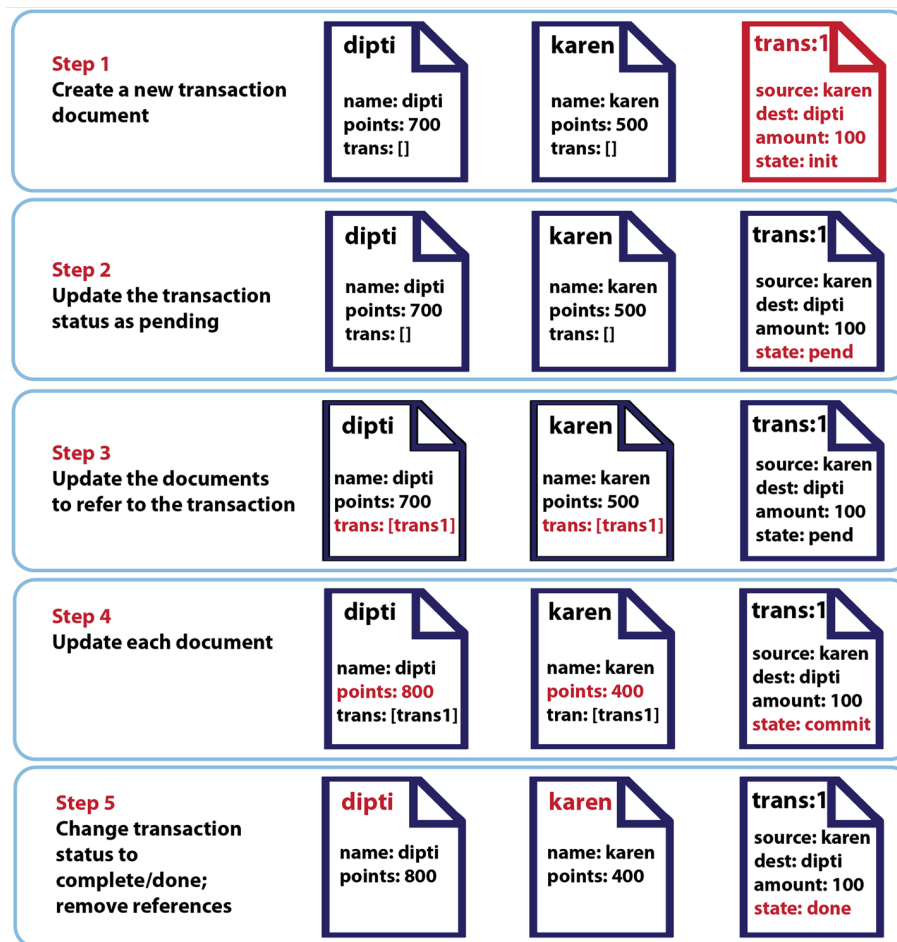 Step 1
Create a new transaction
document
dipti
name: dipti
points: 700
trans: []
karen
name: karen
points: 500
trans: []
trans:1
source: karen
dest: dipti
amount: 100
state: init
Step 2
Update the transaction
status as pending
dipti
name: dipti
points: 700
trans: []
karen
name: karen
points: 500
trans: []
trans:1
source: karen
dest: dipti
amount: 100
state: pend
Step 3
Update the documents
to refer to the transaction
dipti
name: dipti
points: 700
trans: [trans1]
karen
name: karen
points: 500
trans: [trans1]
trans:1
source: karen
dest: dipti
amount: 100
state: pend
Step 4
Update each document
dipti
name: dipti
points: 800
trans: [trans1]
karen
name: karen
points: 400
tran: [trans1]
trans:1
source: karen
dest: dipti
amount: 100
state: commit
Step 5
Change transaction
status to
complete/done;
remove references
dipti
name: dipti
points: 800
karen
name: karen
points: 400
trans:1
source: karen
dest: dipti
amount: 100
state: done